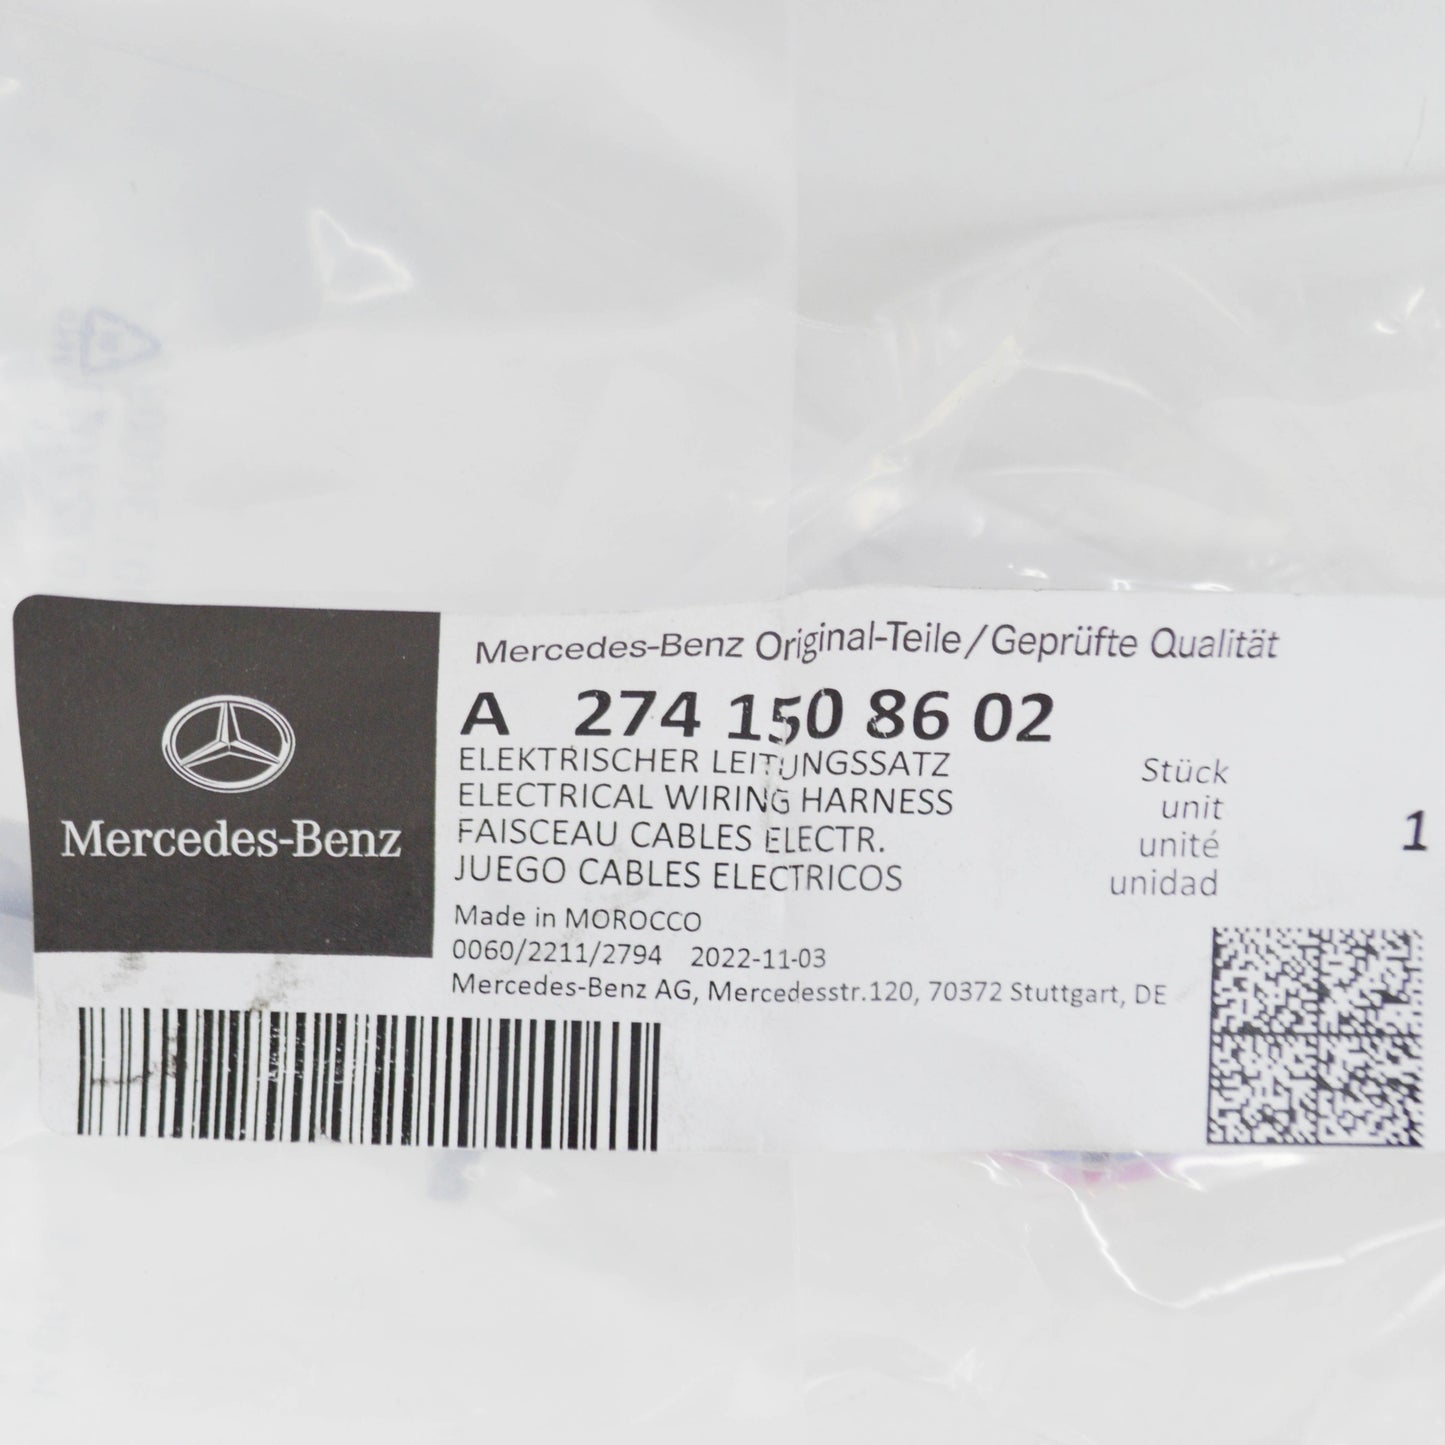 Mercedes-Benz
Mercedes-Benz Original-Teile/Geprüfte Qualität
A 274 150 86 02
ELEKTRISCHER LEITUNGSSATZ
ELECTRICAL WIRING HARNESS
FAISCEAU CABLES ELECTR.
JUEGO CABLES ELECTRICOS
Stück
unit
unité
unidad
1
Made in MOROCCO
0060/2211/2794 2022-11-03
Mercedes-Benz AG, Mercedesstr.120, 70372 Stuttgart, DE